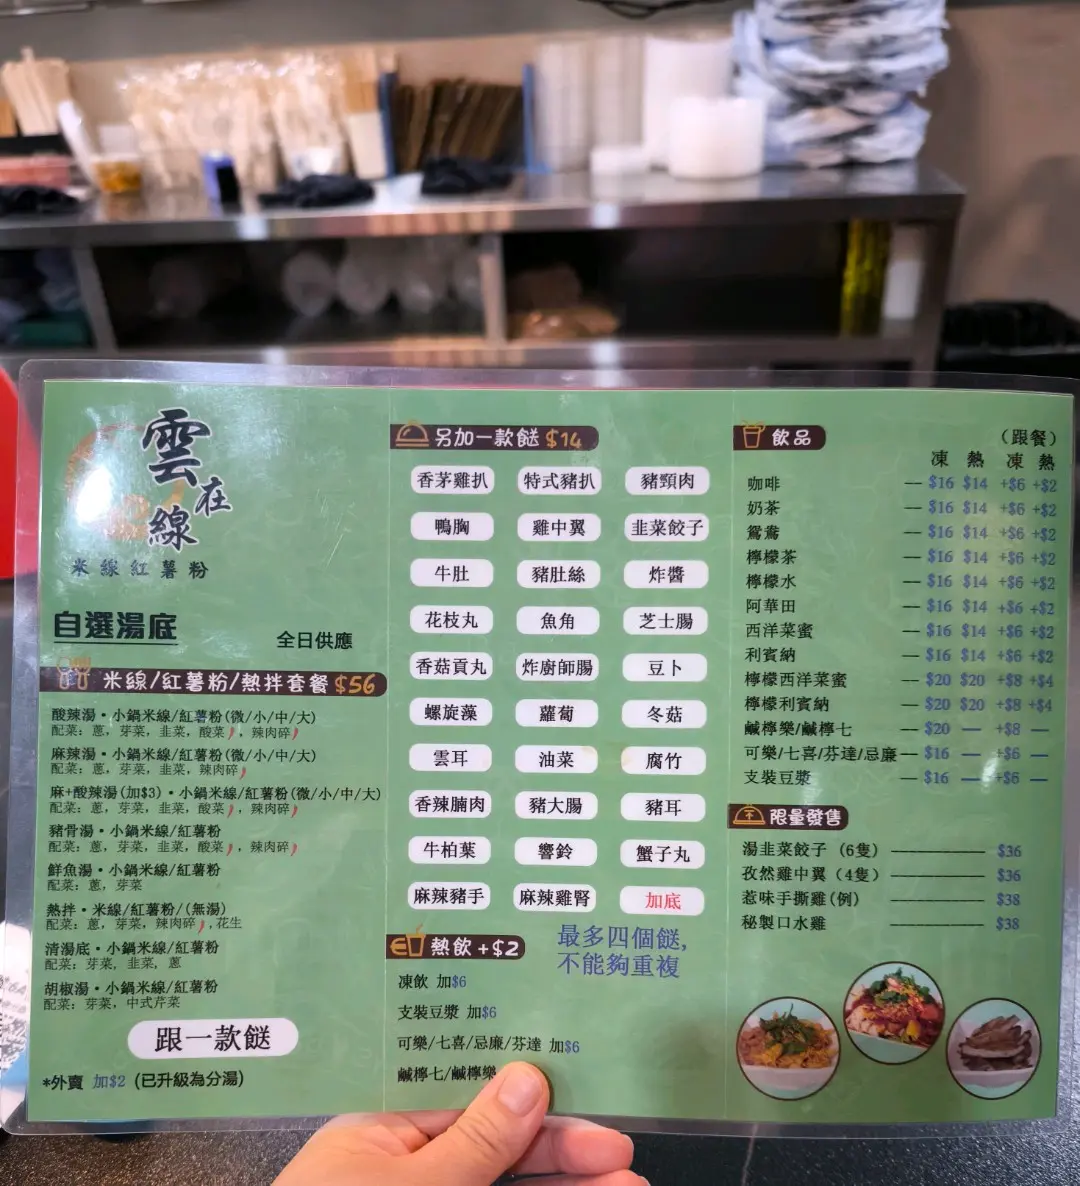 雲在線
米線紅薯粉
自選湯底
全日供應
米線/紅薯粉/熱拌套餐 $56
酸辣湯·小鍋米線/紅薯粉(微/小/中/大)
配菜: 蔥, 芽菜, 韭菜, 酸菜, 辣肉碎
麻辣湯·小鍋米線/紅薯粉(微/小/中/大)
配菜: 蔥, 芽菜, 韭菜, 辣肉碎
麻+酸辣湯(加$3)·小鍋米線/紅薯粉(微/小/中/大)
配菜: 蔥, 芽菜, 韭菜, 酸菜, 辣肉碎
豬骨湯·小鍋米線/紅薯粉
配菜: 蔥, 芽菜, 韭菜, 酸菜, 辣肉碎
鮮魚湯·小鍋米線/紅薯粉
配菜: 蔥, 芽菜
熱拌·米線/紅薯粉/(無湯)
配菜: 蔥, 芽菜, 辣肉碎, 花生
清湯底·小鍋米線/紅薯粉
配菜: 芽菜, 韭菜, 蔥
胡椒湯·小鍋米線/紅薯粉
配菜: 芽菜, 中式芹菜
跟一款餸
*外賣 加$2 (已升級為分湯)
另加一款餸 $14
香茅雞扒 特式豬扒 豬頸肉
鴨胸 雞中翼 韭菜餃子
牛肚 豬肚絲 炸醬
花枝丸 魚角 芝士腸
香菇貢丸 炸廚師腸 豆卜
螺旋藻 蘿蔔 冬菇
雲耳 油菜 腐竹
香辣腩肉 豬大腸 豬耳
牛柏葉 響鈴 蟹子丸
麻辣豬手 麻辣雞腎 加底
熱飲 +$2
最多四個餸,
不能夠重複
凍飲 加$6
支裝豆漿 加$6
可樂/七喜/忌廉/芬達 加$6
鹹檸七/鹹檸樂
飲品
(跟餐)
凍 熱 凍 熱
咖啡 — $16 $14 +$6 +$2
奶茶 — $16 $14 +$6 +$2
鴛鴦 — $16 $14 +$6 +$2
檸檬茶 — $16 $14 +$6 +$2
檸檬水 — $16 $14 +$6 +$2
阿華田 — $16 $14 +$6 +$2
西洋菜蜜 — $16 $14 +$6 +$2
利賓納 — $16 $14 +$6 +$2
檸檬西洋菜蜜 — $20 $20 +$8 +$4
檸檬利賓納 — $20 $20 +$8 +$4
鹹檸樂/鹹檸七 — $20 — +$8 —
可樂/七喜/芬達/忌廉 — $16 — +$6 —
支裝豆漿 — $16 — +$6 —
限量發售
湯韭菜餃子 (6隻) — $36
孜然雞中翼 (4隻) — $36
惹味手撕雞(例) — $38
秘製口水雞 — $38